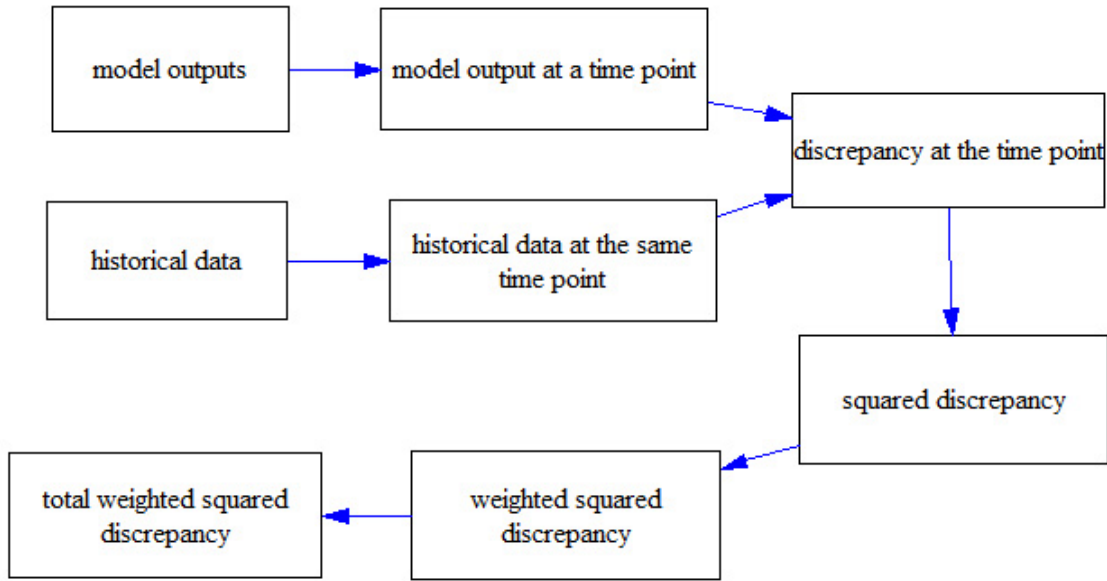 model outputs
model output at a time point
discrepancy at the time point
historical data
historical data at the same
time point
squared discrepancy
total weighted squared
discrepancy
weighted squared
discrepancy